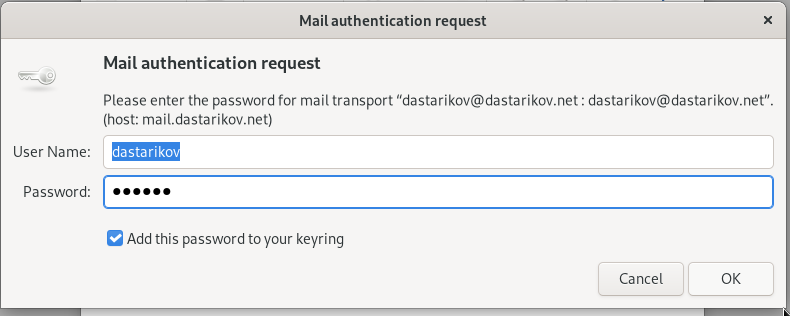 Mail authentication request
Mail authentication request
Please enter the password for mail transport “dastarikov@dastarikov.net : dastarikov@dastarikov.net”.
(host: mail.dastarikov.net)
User Name: dastarikov
Password: ●●●●●●
Add this password to your keyring
Cancel OK